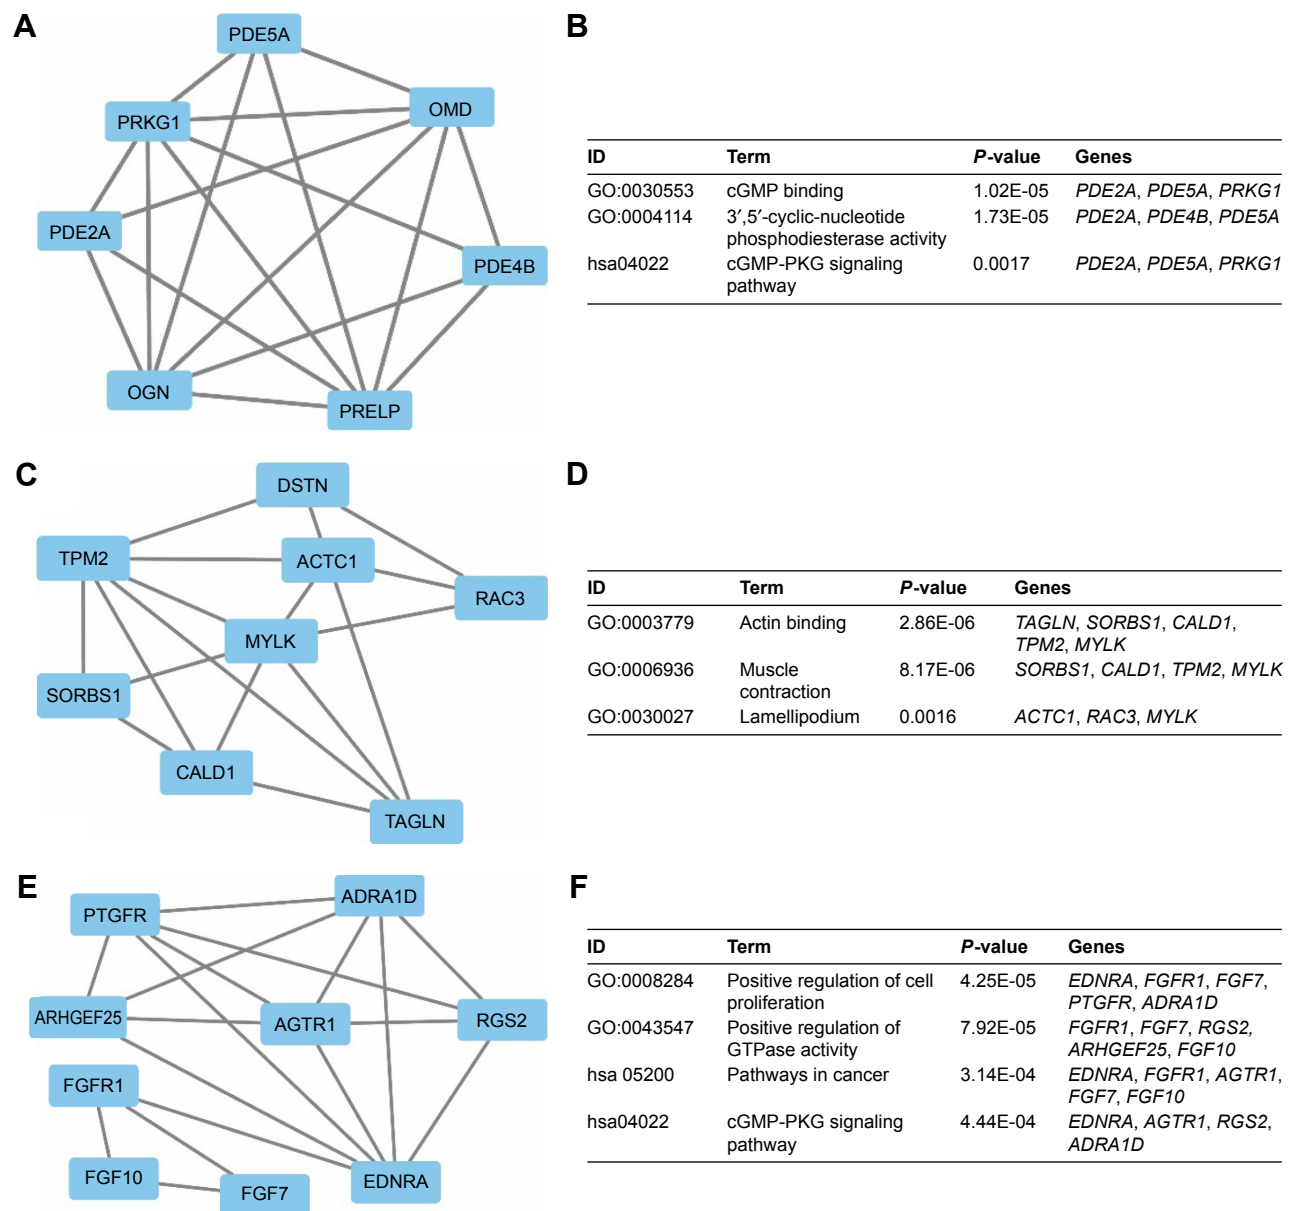 A
PDE5A
OMD
PRKG1
PDE2A
PDE4B
OGN
PRELP
B
ID Term P-value Genes
GO:0030553 cGMP binding 1.02E-05 PDE2A, PDE5A, PRKG1
GO:0004114 3′,5′-cyclic-nucleotide 1.73E-05 PDE2A, PDE4B, PDE5A
phosphodiesterase activity
hsa04022 cGMP-PKG signaling 0.0017 PDE2A, PDE5A, PRKG1
pathway
C
DSTN
TPM2
ACTC1
RAC3
MYLK
SORBS1
CALD1
TAGLN
D
ID Term P-value Genes
GO:0003779 Actin binding 2.86E-06 TAGLN, SORBS1, CALD1,
TPM2, MYLK
GO:0006936 Muscle 8.17E-06 SORBS1, CALD1, TPM2, MYLK
contraction
GO:0030027 Lamellipodium 0.0016 ACTC1, RAC3, MYLK
E
ADRA1D
PTGFR
ARHGEF25
AGTR1
RGS2
FGFR1
FGF10
FGF7
EDNRA
F
ID Term P-value Genes
GO:0008284 Positive regulation of cell 4.25E-05 EDNRA, FGFR1, FGF7,
proliferation PTGFR, ADRA1D
GO:0043547 Positive regulation of 7.92E-05 FGFR1, FGF7, RGS2,
GTPase activity ARHGEF25, FGF10
hsa 05200 Pathways in cancer 3.14E-04 EDNRA, FGFR1, AGTR1,
FGF7, FGF10
hsa04022 cGMP-PKG signaling 4.44E-04 EDNRA, AGTR1, RGS2,
pathway ADRA1D